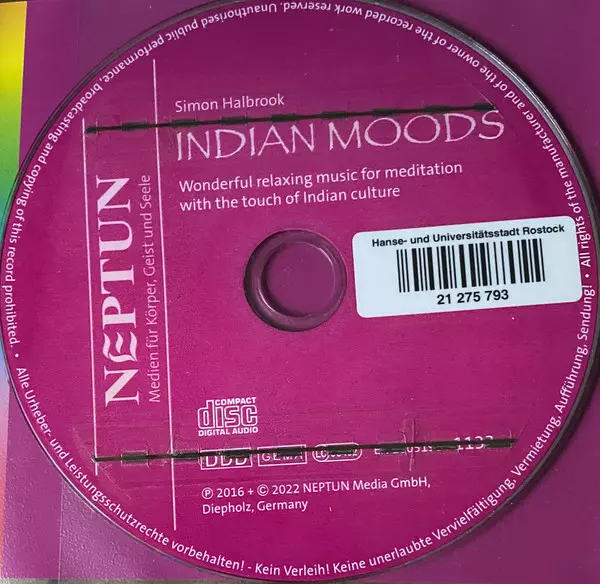 Simon Halbrook
INDIAN MOODS
Wonderful relaxing music for meditation
with the touch of Indian culture
NEPTUN
Medien für Körper, Geist und Seele
Hanse- und Universitätsstadt Rostock
21 275 793
COMPACT
disc
DIGITAL AUDIO
DDD GEMA
1132
℗ 2016 + © 2022 NEPTUN Media GmbH,
Diepholz, Germany
• All rights of the manufacturer and of the owner of the recorded work reserved. Unauthorised public performance, broadcasting and copying of this record prohibited. • Alle Urheber- und Leistungsschutzrechte vorbehalten! - Kein Verleih! Keine unerlaubte Vervielfältigung, Vermietung, Aufführung, Sendung!